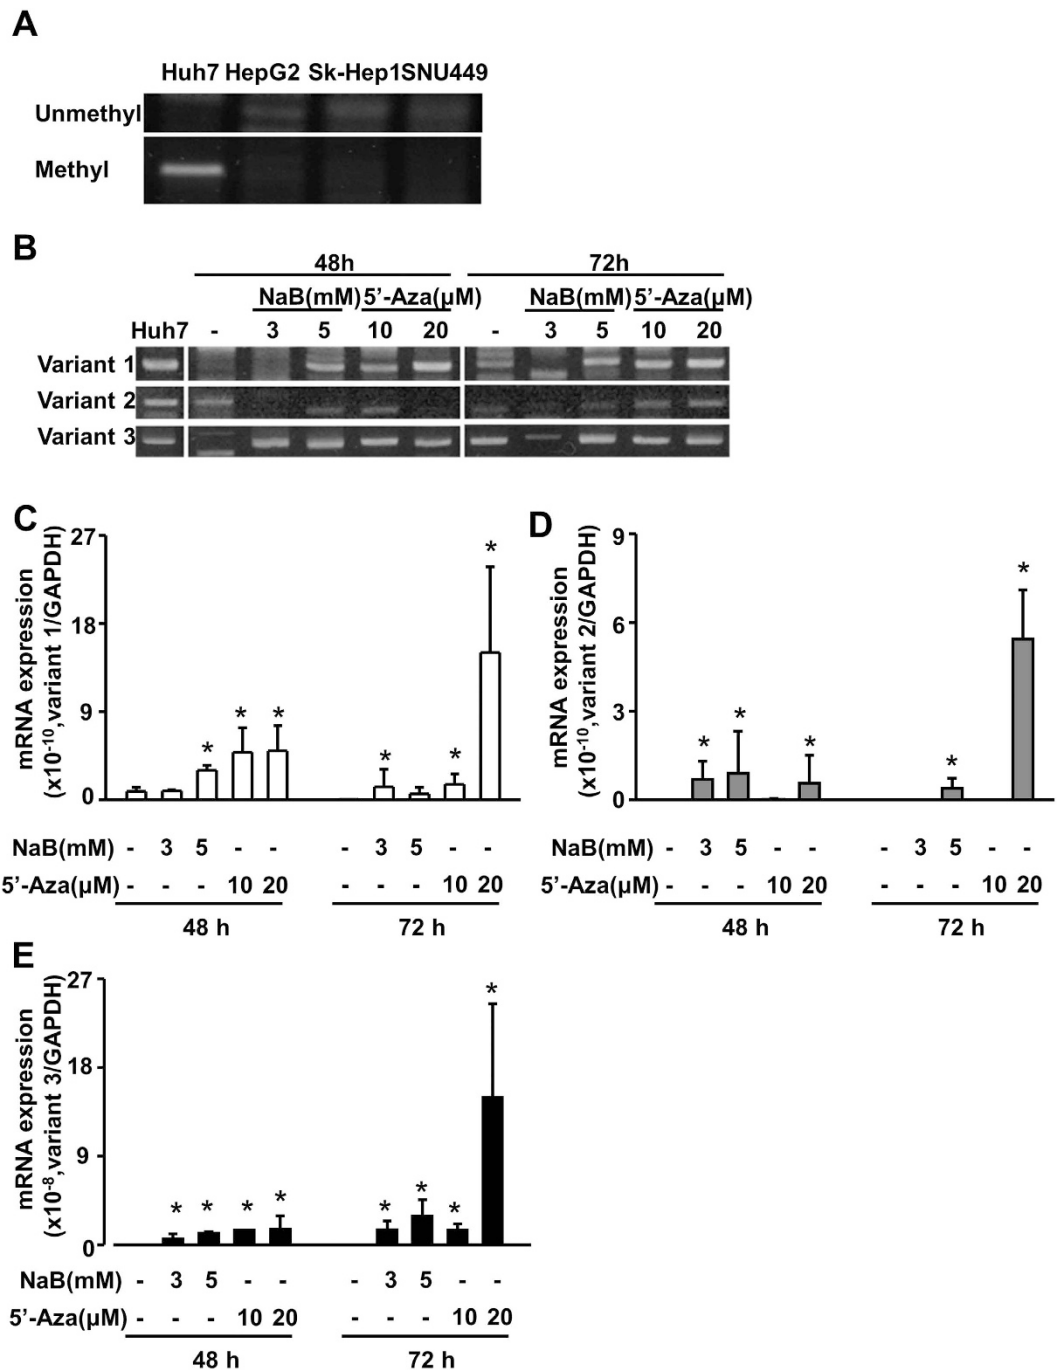 A
Huh7 HepG2 Sk-Hep1SNU449
Unmethyl
Methyl
B
48h 72h
NaB(mM) 5’-Aza(µM) NaB(mM) 5’-Aza(µM)
Huh7 - 3 5 10 20 - 3 5 10 20
Variant 1
Variant 2
Variant 3
C
mRNA expression
(x10⁻¹⁰,variant 1/GAPDH)
27
18
9
0
* * * * * *
NaB(mM) - 3 5 - - - 3 5 - -
5’-Aza(µM) - - - 10 20 - - - 10 20
48 h 72 h
D
mRNA expression
(x10⁻¹⁰,variant 2/GAPDH)
9
6
3
0
* * * * *
NaB(mM) - 3 5 - - - 3 5 - -
5’-Aza(µM) - - - 10 20 - - - 10 20
48 h 72 h
E
mRNA expression
(x10⁻⁸,variant 3/GAPDH)
27
18
9
0
* * * * * * * *
NaB(mM) - 3 5 - - - 3 5 - -
5’-Aza(µM) - - - 10 20 - - - 10 20
48 h 72 h